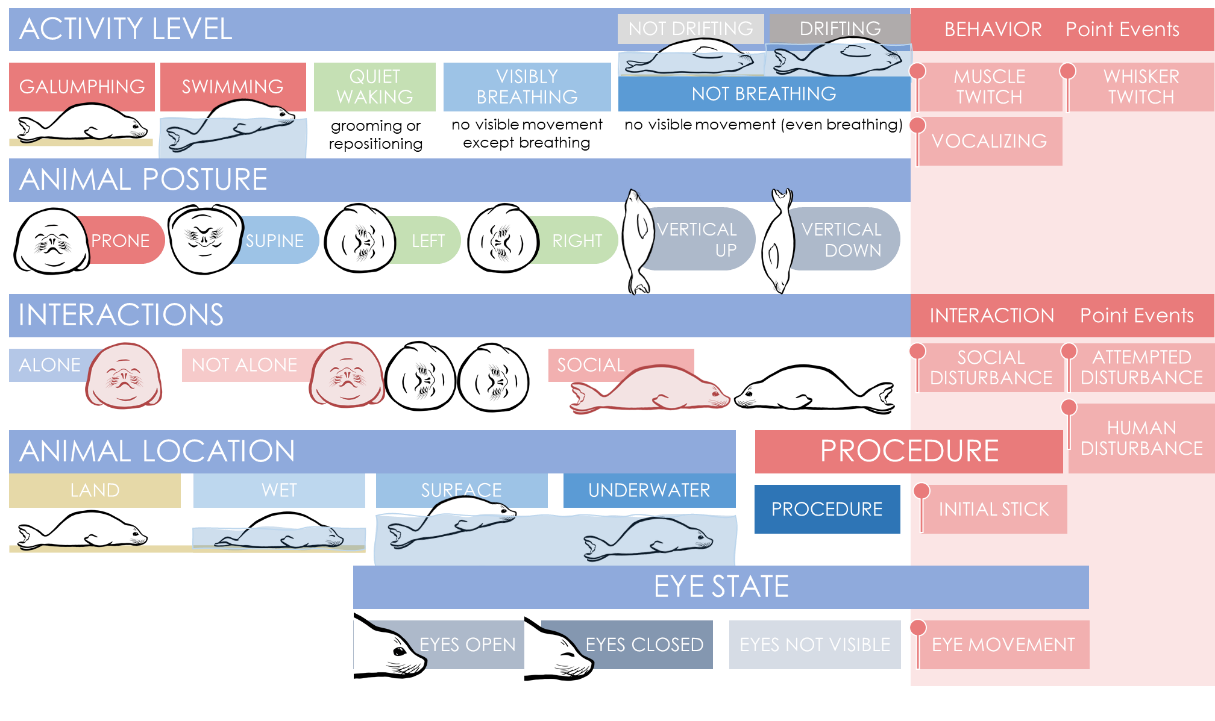 ACTIVITY LEVEL
NOT DRIFTING
DRIFTING
BEHAVIOR Point Events
GALUMPHING
SWIMMING
QUIET
WAKING
VISIBLY
BREATHING
NOT BREATHING
MUSCLE
TWITCH
WHISKER
TWITCH
grooming or
repositioning
no visible movement
except breathing
no visible movement (even breathing)
VOCALIZING
ANIMAL POSTURE
PRONE
SUPINE
LEFT
RIGHT
VERTICAL
UP
VERTICAL
DOWN
INTERACTIONS
INTERACTION Point Events
ALONE
NOT ALONE
SOCIAL
SOCIAL
DISTURBANCE
ATTEMPTED
DISTURBANCE
HUMAN
DISTURBANCE
ANIMAL LOCATION
PROCEDURE
LAND
WET
SURFACE
UNDERWATER
PROCEDURE
INITIAL STICK
EYE STATE
EYES OPEN
EYES CLOSED
EYES NOT VISIBLE
EYE MOVEMENT